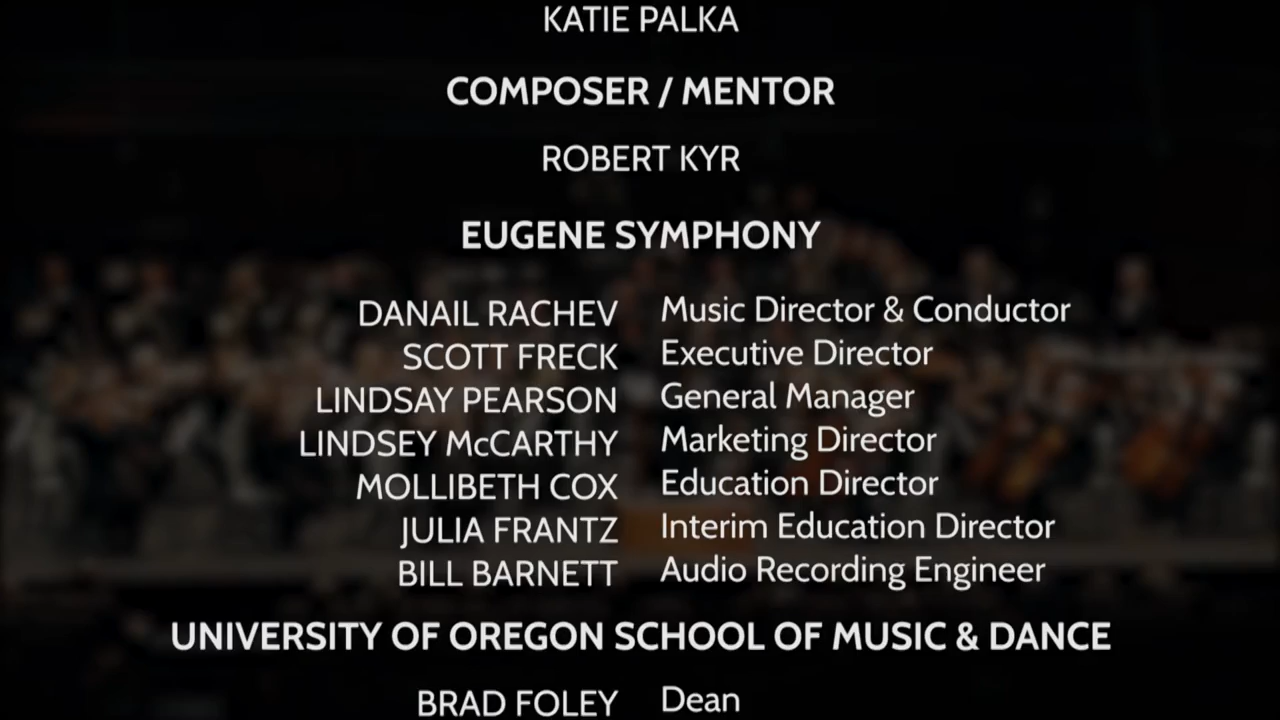 KATIE PALKA
COMPOSER / MENTOR
ROBERT KYR
EUGENE SYMPHONY
DANAIL RACHEV Music Director & Conductor
SCOTT FRECK Executive Director
LINDSAY PEARSON General Manager
LINDSEY McCARTHY Marketing Director
MOLLIBETH COX Education Director
JULIA FRANTZ Interim Education Director
BILL BARNETT Audio Recording Engineer
UNIVERSITY OF OREGON SCHOOL OF MUSIC & DANCE
BRAD FOLEY Dean